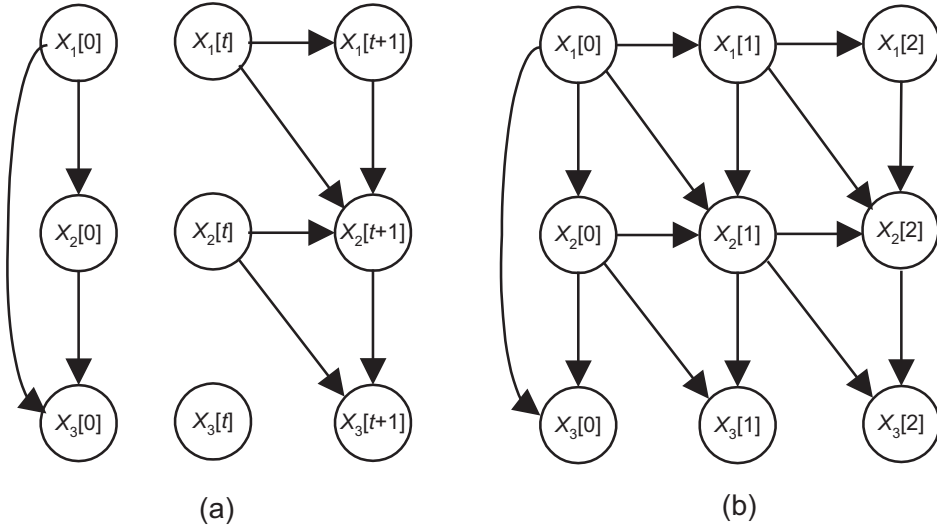 X₁[0] X₁[t] X₁[t+1] X₁[0] X₁[1] X₁[2]
X₂[0] X₂[t] X₂[t+1] X₂[0] X₂[1] X₂[2]
X₃[0] X₃[t] X₃[t+1] X₃[0] X₃[1] X₃[2]
(a) (b)